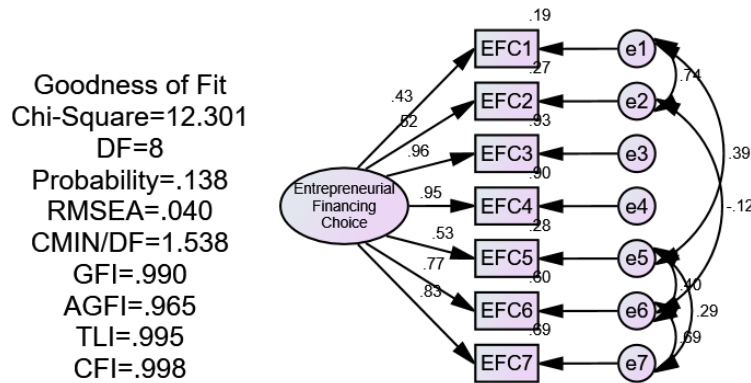 Goodness of Fit
Chi-Square=12.301
DF=8
Probability=.138
RMSEA=.040
CMIN/DF=1.538
GFI=.990
AGFI=.965
TLI=.995
CFI=.998
Entrepreneurial
Financing
Choice
.43
.52
.96
.95
.53
.77
.83
.19
EFC1
e1
.27
EFC2
e2
.93
EFC3
e3
.90
EFC4
e4
.28
EFC5
e5
.60
EFC6
e6
.69
EFC7
e7
.74
.39
-.12
.40
.29
.69